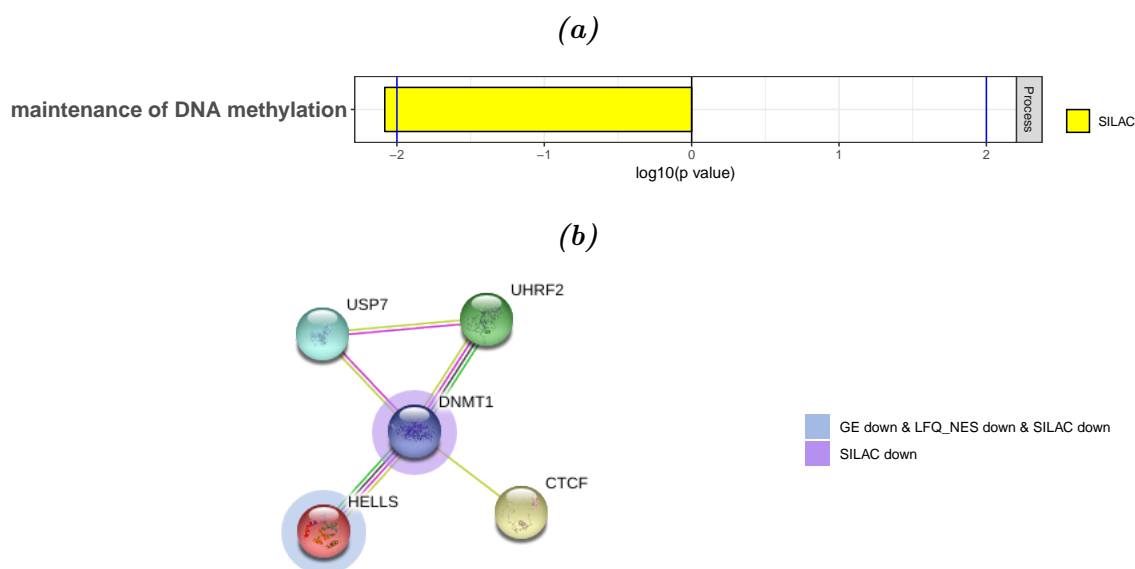 (a)
maintenance of DNA methylation
Process
SILAC
−2
−1
0
1
2
log10(p value)
(b)
USP7
UHRF2
DNMT1
HELLS
CTCF
GE down & LFQ_NES down & SILAC down
SILAC down